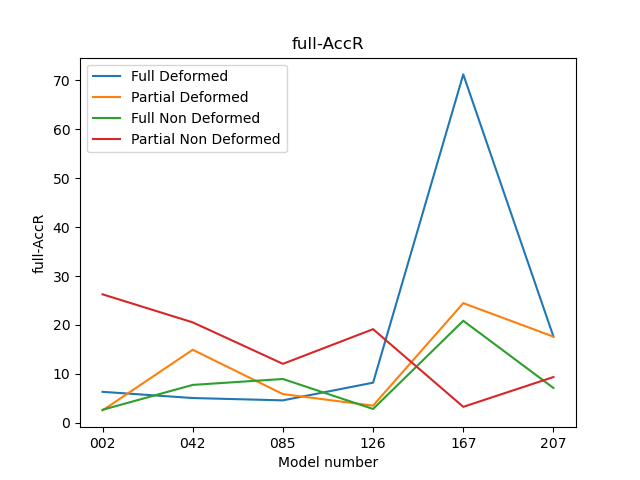 full-AccR
Full Deformed
Partial Deformed
Full Non Deformed
Partial Non Deformed
full-AccR
70
60
50
40
30
20
10
0
002 042 085 126 167 207
Model number